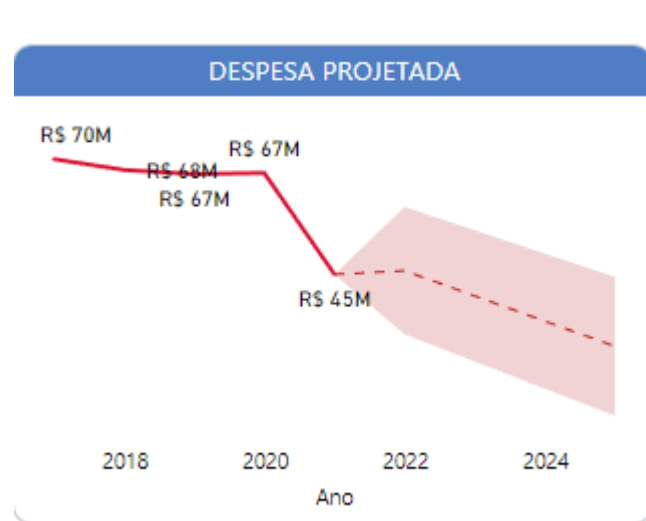 DESPESA PROJETADA
R$ 70M
R$ 67M
R$ 68M
R$ 67M
R$ 45M
2018 2020 2022 2024
Ano